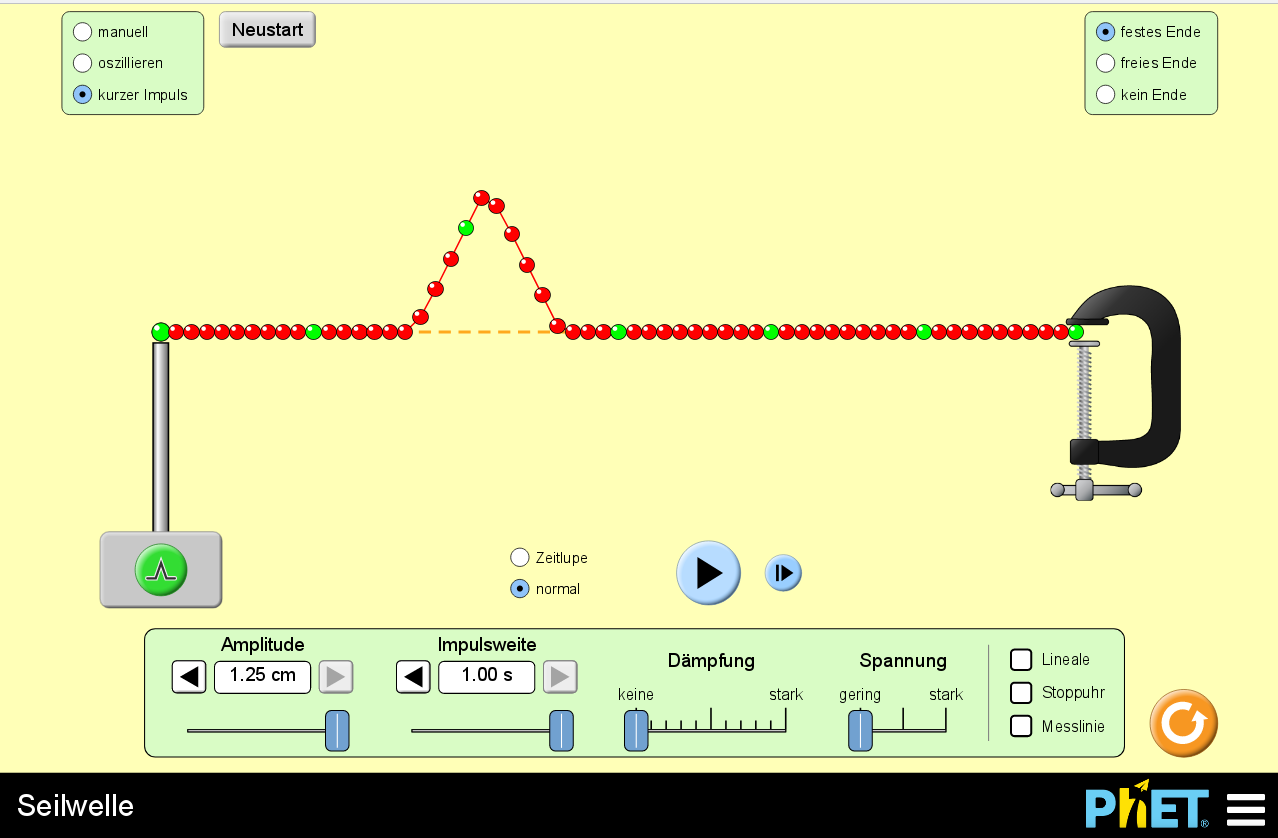 manuell
oszillieren
kurzer Impuls
Neustart
festes Ende
freies Ende
kein Ende
Zeitlupe
normal
Amplitude
1.25 cm
Impulsweite
1.00 s
Dämpfung
keine
stark
Spannung
gering
stark
Lineale
Stoppuhr
Messlinie
Seilwelle
PhET®